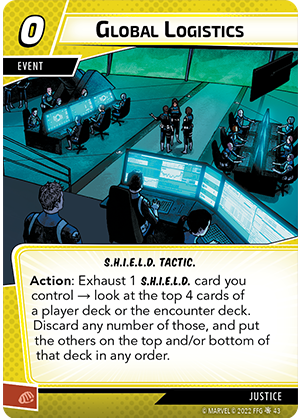 0
GLOBAL LOGISTICS
EVENT
S.H.I.E.L.D. TACTIC.
Action: Exhaust 1 S.H.I.E.L.D. card you
control → look at the top 4 cards of
a player deck or the encounter deck.
Discard any number of those, and put
the others on the top and/or bottom of
that deck in any order.
JUSTICE
© MARVEL © 2022 FFG 43